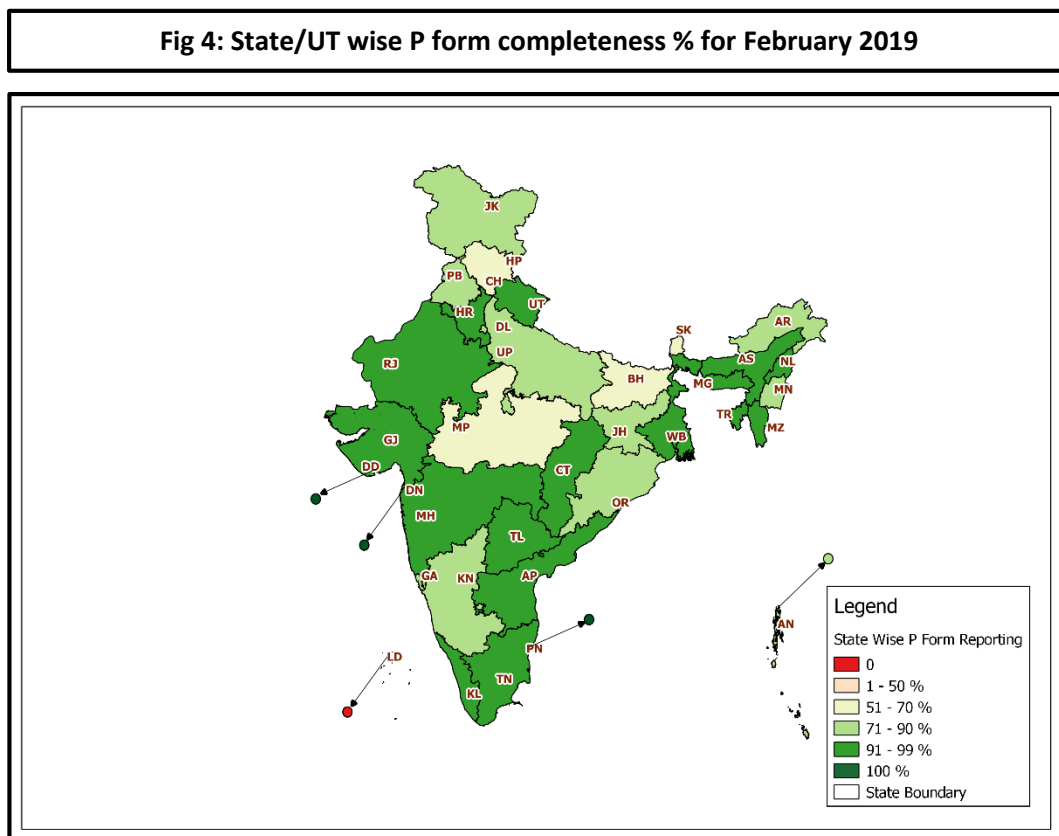 Fig 4: State/UT wise P form completeness % for February 2019
JK
HP
PB
CH
UT
HR
DL
AR
SK
UP
RJ
AS
NL
BH
MG
MN
TR
MP
JH
WB
MZ
GJ
CT
DD
DN
OR
MH
TL
GA
KN
AP
AN
PN
LD
TN
KL
Legend
State Wise P Form Reporting
0
1 - 50 %
51 - 70 %
71 - 90 %
91 - 99 %
100 %
State Boundary